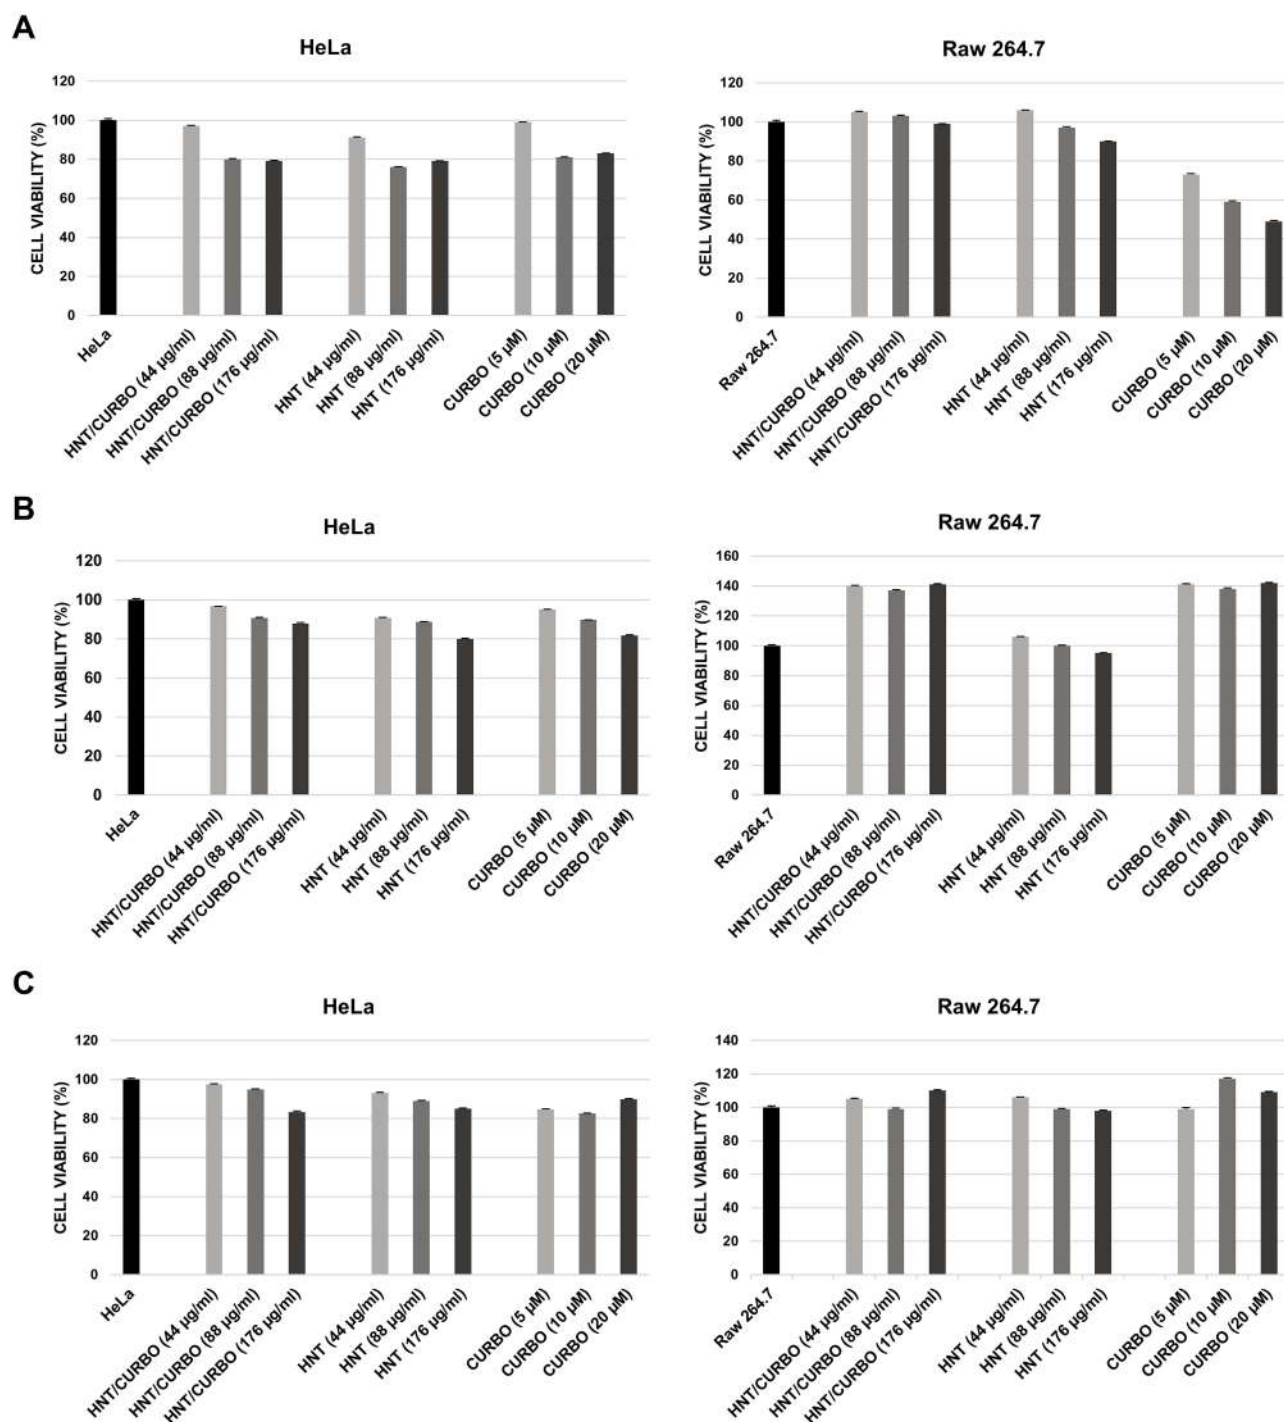 A
HeLa
CELL VIABILITY (%)
120
100
80
60
40
20
0
HeLa
HNT/CURBO (44 µg/ml)
HNT/CURBO (88 µg/ml)
HNT/CURBO (176 µg/ml)
HNT (44 µg/ml)
HNT (88 µg/ml)
HNT (176 µg/ml)
CURBO (5 µM)
CURBO (10 µM)
CURBO (20 µM)
Raw 264.7
CELL VIABILITY (%)
120
100
80
60
40
20
0
Raw 264.7
HNT/CURBO (44 µg/ml)
HNT/CURBO (88 µg/ml)
HNT/CURBO (176 µg/ml)
HNT (44 µg/ml)
HNT (88 µg/ml)
HNT (176 µg/ml)
CURBO (5 µM)
CURBO (10 µM)
CURBO (20 µM)
B
HeLa
CELL VIABILITY (%)
120
100
80
60
40
20
0
HeLa
HNT/CURBO (44 µg/ml)
HNT/CURBO (88 µg/ml)
HNT/CURBO (176 µg/ml)
HNT (44 µg/ml)
HNT (88 µg/ml)
HNT (176 µg/ml)
CURBO (5 µM)
CURBO (10 µM)
CURBO (20 µM)
Raw 264.7
CELL VIABILITY (%)
160
140
120
100
80
60
40
20
0
Raw 264.7
HNT/CURBO (44 µg/ml)
HNT/CURBO (88 µg/ml)
HNT/CURBO (176 µg/ml)
HNT (44 µg/ml)
HNT (88 µg/ml)
HNT (176 µg/ml)
CURBO (5 µM)
CURBO (10 µM)
CURBO (20 µM)
C
HeLa
CELL VIABILITY (%)
120
100
80
60
40
20
0
HeLa
HNT/CURBO (44 µg/ml)
HNT/CURBO (88 µg/ml)
HNT/CURBO (176 µg/ml)
HNT (44 µg/ml)
HNT (88 µg/ml)
HNT (176 µg/ml)
CURBO (5 µM)
CURBO (10 µM)
CURBO (20 µM)
Raw 264.7
CELL VIABILITY (%)
140
120
100
80
60
40
20
0
Raw 264.7
HNT/CURBO (44 µg/ml)
HNT/CURBO (88 µg/ml)
HNT/CURBO (176 µg/ml)
HNT (44 µg/ml)
HNT (88 µg/ml)
HNT (176 µg/ml)
CURBO (5 µM)
CURBO (10 µM)
CURBO (20 µM)